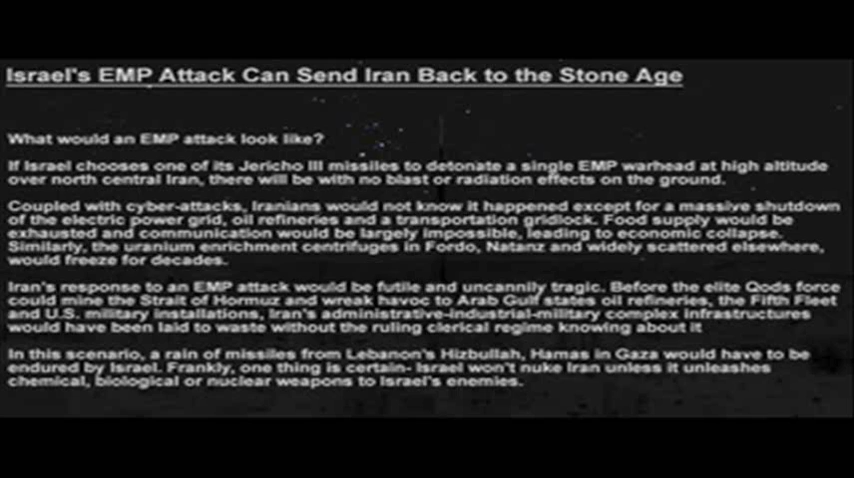 Israel's EMP Attack Can Send Iran Back to the Stone Age
What would an EMP attack look like?
If Israel chooses one of its Jericho III missiles to detonate a single EMP warhead at high altitude
over north central Iran, there will be with no blast or radiation effects on the ground.
Coupled with cyber-attacks, Iranians would not know it happened except for a massive shutdown
of the electric power grid, oil refineries and a transportation gridlock. Food supply would be
exhausted and communication would be largely impossible, leading to economic collapse.
Similarly, the uranium enrichment centrifuges in Fordo, Natanz and widely scattered elsewhere,
would freeze for decades.
Iran's response to an EMP attack would be futile and uncannily tragic. Before the elite Qods force
could mine the Strait of Hormuz and wreak havoc to Arab Gulf states oil refineries, the Fifth Fleet
and U.S. military installations, Iran's administrative-industrial-military complex infrastructures
would have been laid to waste without the ruling clerical regime knowing about it
In this scenario, a rain of missiles from Lebanon's Hizbullah, Hamas in Gaza would have to be
endured by Israel. Frankly, one thing is certain- Israel won't nuke Iran unless it unleashes
chemical, biological or nuclear weapons to Israel's enemies.